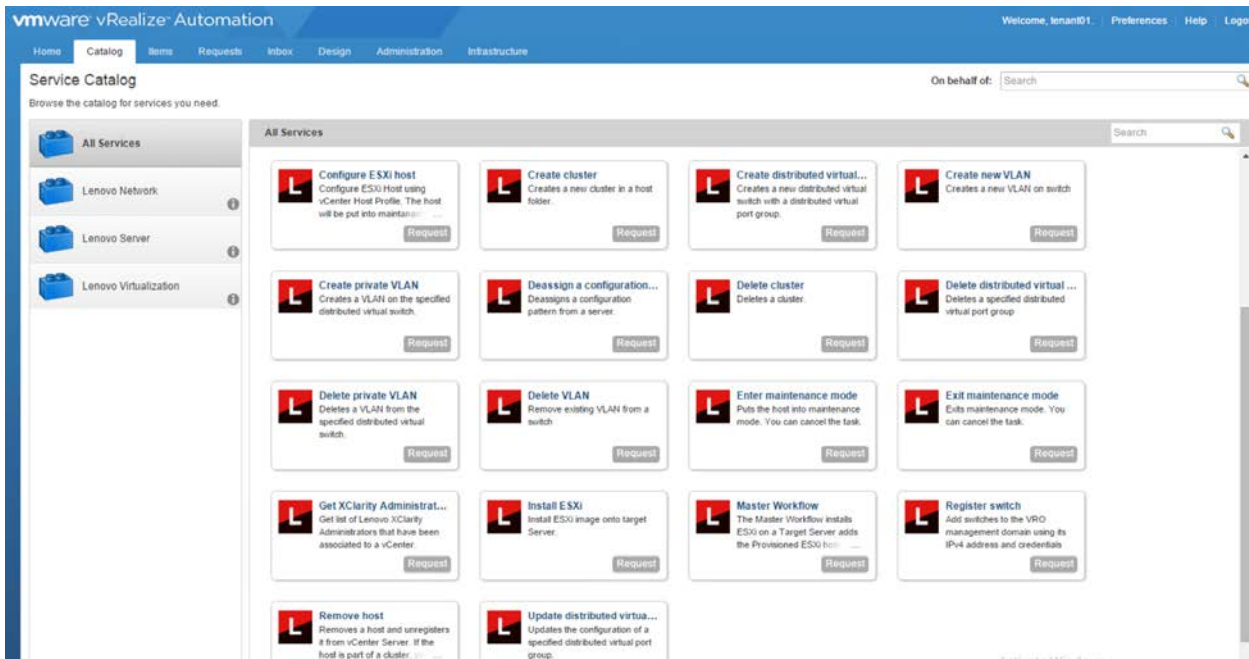 vmware vRealize Automation
Welcome, tenant01. Preferences Help Logo
Home Catalog Items Requests Inbox Design Administration Infrastructure
Service Catalog
On behalf of: Search
Browse the catalog for services you need.
All Services
Lenovo Network
Lenovo Server
Lenovo Virtualization
All Services
Search
Configure ESXi host
Configure ESXi Host using
vCenter Host Profile. The host
will be put into
Request
Create cluster
Creates a new cluster in a host
folder.
Request
Create distributed virtual...
Creates a new distributed virtual
switch with a distributed virtual
port group.
Request
Create new VLAN
Creates a new VLAN on switch
Request
Create private VLAN
Creates a VLAN on the specified
distributed virtual switch.
Request
Deassign a configuration...
Deassigns a configuration
pattern from a server.
Request
Delete cluster
Deletes a cluster.
Request
Delete distributed virtual ...
Deletes a specified distributed
virtual port group
Request
Delete private VLAN
Deletes a VLAN from the
specified distributed virtual
switch.
Request
Delete VLAN
Remove existing VLAN from a
switch
Request
Enter maintenance mode
Puts the host into maintenance
mode. You can cancel the task.
Request
Exit maintenance mode
Exits maintenance mode. You
can cancel the task.
Request
Get XClarity Administrat...
Get list of Lenovo XClarity
Administrators that have been
associated to a vCenter.
Request
Install ESXi
Install ESXi image onto target
Server.
Request
Master Workflow
The Master Workflow installs
ESXi on a Target Server adds
the Provisioned ESXi
Request
Register switch
Add switches to the VRO
management domain using its
IPv4 address and credentials
Request
Remove host
Removes a host and unregisters
it from vCenter Server. If the
host is part of a cluster,
Update distributed virtua...
Updates the configuration of a
specified distributed virtual port
group.